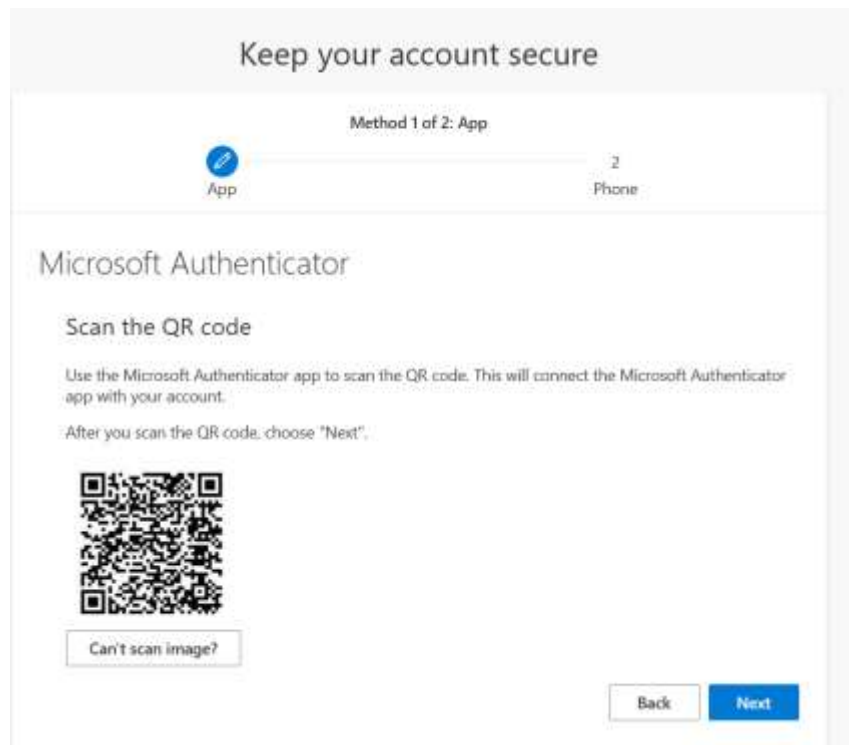 Keep your account secure
Method 1 of 2: App
2
App
Phone
Microsoft Authenticator
Scan the QR code
Use the Microsoft Authenticator app to scan the QR code. This will connect the Microsoft Authenticator
app with your account.
After you scan the QR code, choose "Next".
Can't scan image?
Back
Next